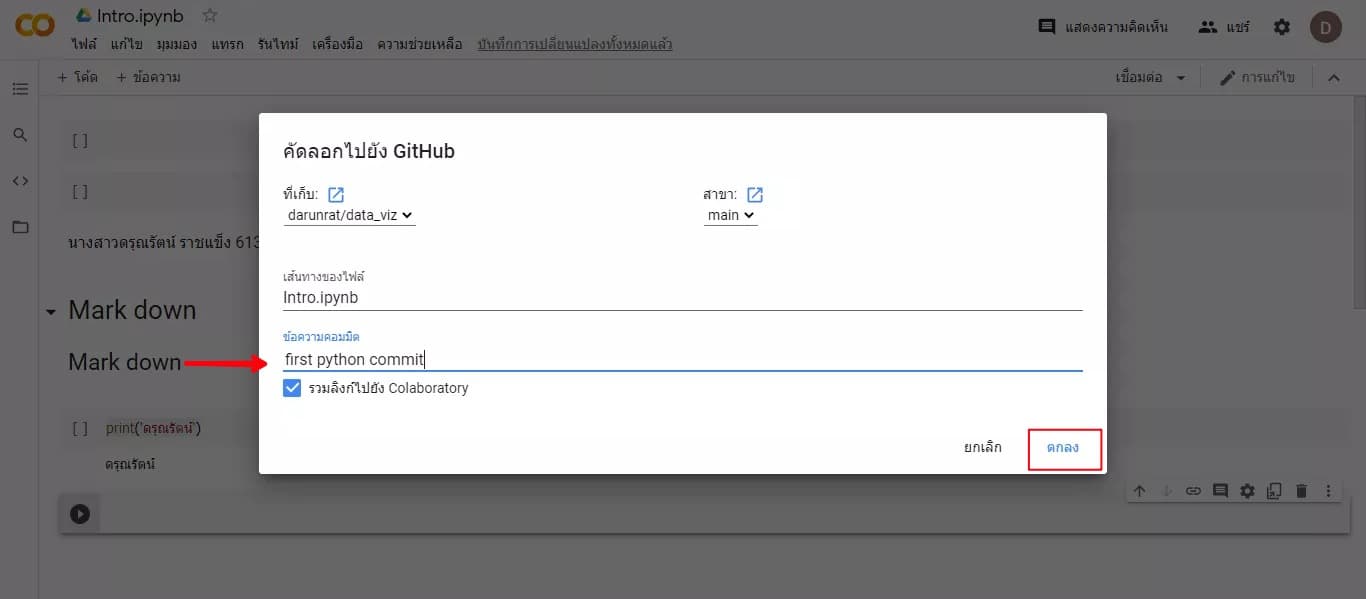 Intro.ipynb
ไฟล์ แก้ไข มุมมอง แทรก รันไทม์ เครื่องมือ ความช่วยเหลือ บันทึกการเปลี่ยนแปลงทั้งหมดแล้ว
แสดงความคิดเห็น แชร์ D
+ โค้ด + ข้อความ
เชื่อมต่อ การแก้ไข
[ ]
[ ]
นางสาวดรุณรัตน์ ราชแข็ง 613
Mark down
Mark down
[ ] print('ดรุณรัตน์')
ดรุณรัตน์
คัดลอกไปยัง GitHub
ที่เก็บ: สาขา:
darunrat/data_viz main
เส้นทางของไฟล์
Intro.ipynb
ข้อความคอมมิต
first python commit
รวมลิงก์ไปยัง Colaboratory
ยกเลิก ตกลง